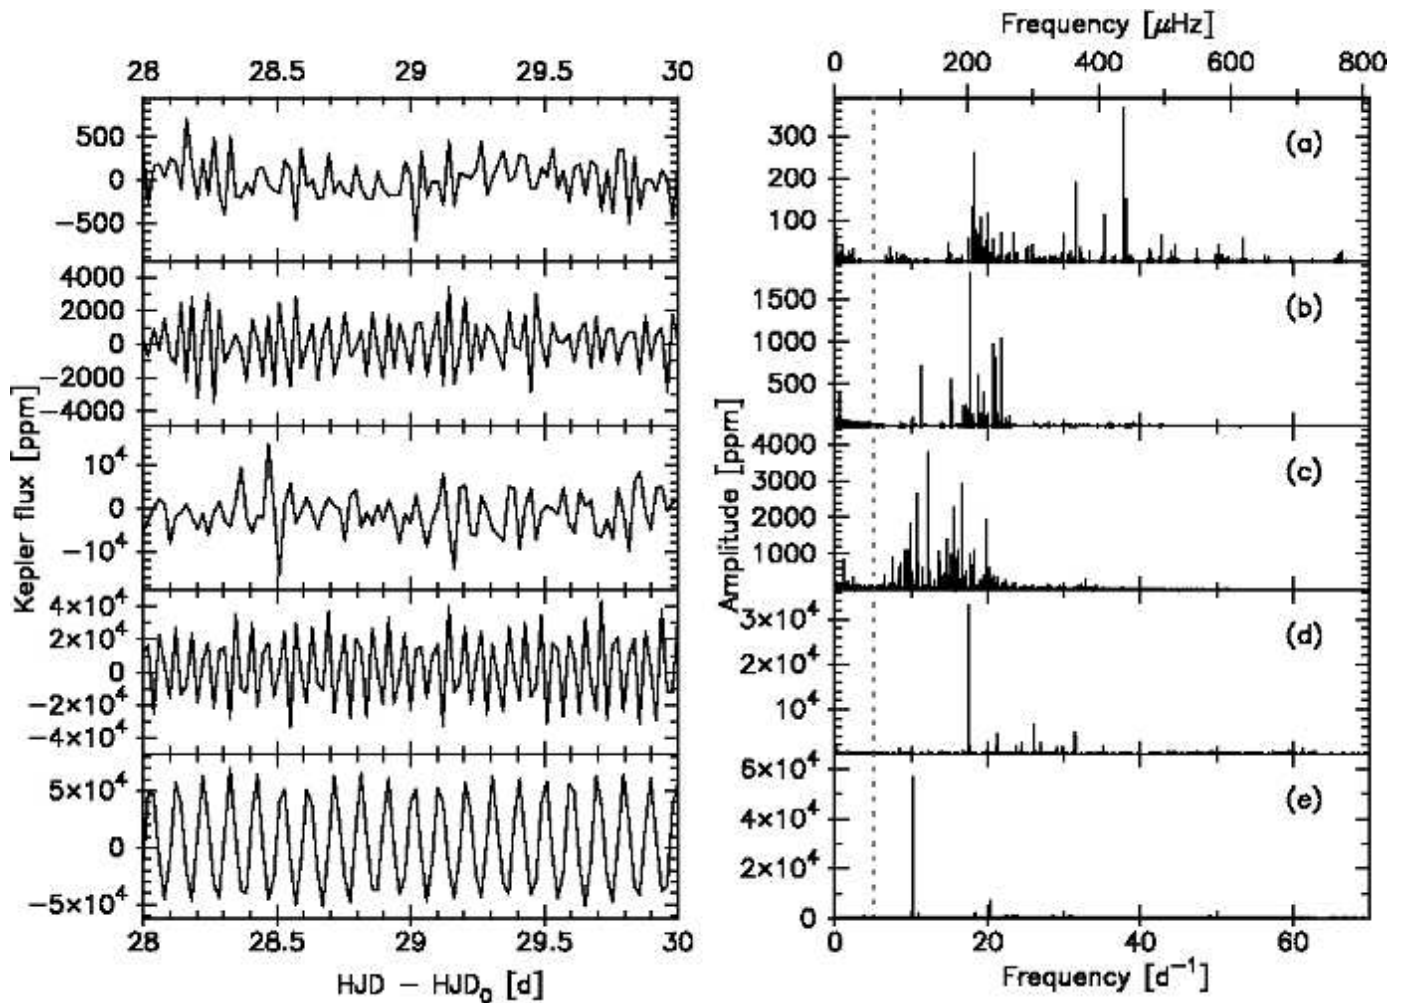 Frequency [μHz]
28 28.5 29 29.5 30
0 200 400 600 800
500
0
−500
300
200
100
(a)
4000
2000
0
−2000
−4000
1500
1000
500
(b)
Kepler flux [ppm]
10⁴
0
−10⁴
Amplitude [ppm]
4000
3000
2000
1000
(c)
4×10⁴
2×10⁴
0
−2×10⁴
−4×10⁴
3×10⁴
2×10⁴
10⁴
(d)
5×10⁴
0
−5×10⁴
6×10⁴
4×10⁴
2×10⁴
0
(e)
28 28.5 29 29.5 30
0 20 40 60
HJD − HJD₀ [d]
Frequency [d⁻¹]